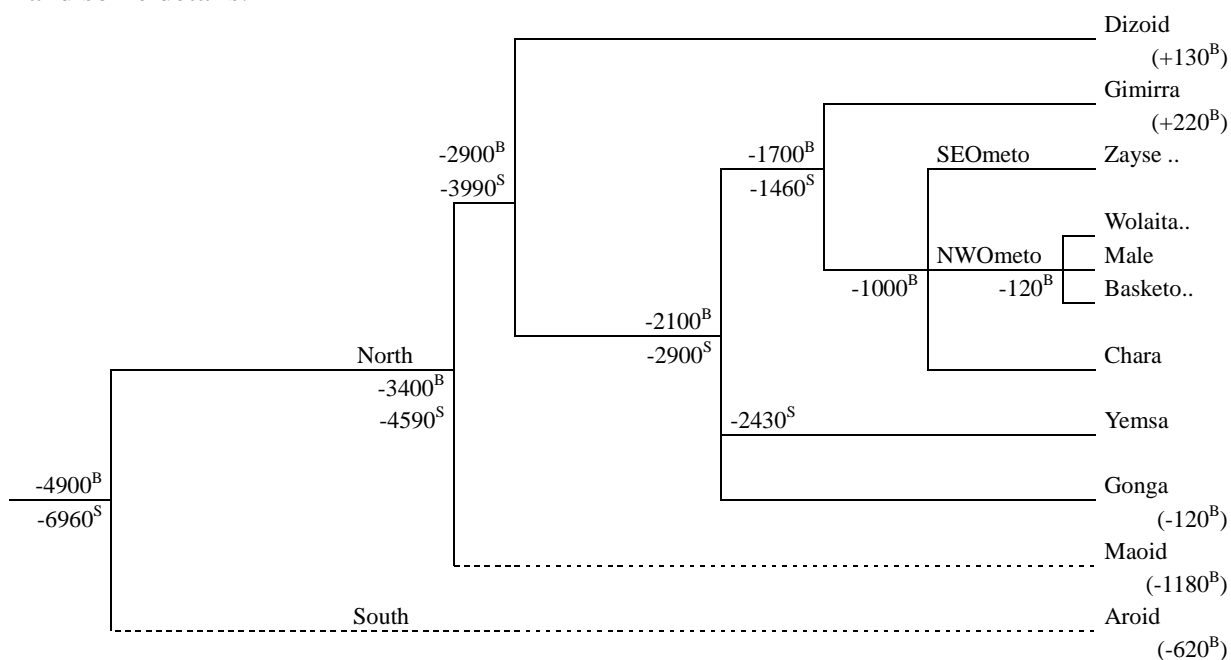 Dizoid
(+130ᴮ)
Gimirra
(+220ᴮ)
-2900ᴮ
-3990ˢ
-1700ᴮ
-1460ˢ
SEOmeto
Zayse ..
Wolaita..
NWOmeto
Male
-1000ᴮ
-120ᴮ
Basketo..
-2100ᴮ
-2900ˢ
North
Chara
-3400ᴮ
-4590ˢ
-2430ˢ
Yemsa
-4900ᴮ
-6960ˢ
Gonga
(-120ᴮ)
Maoid
(-1180ᴮ)
South
Aroid
(-620ᴮ)